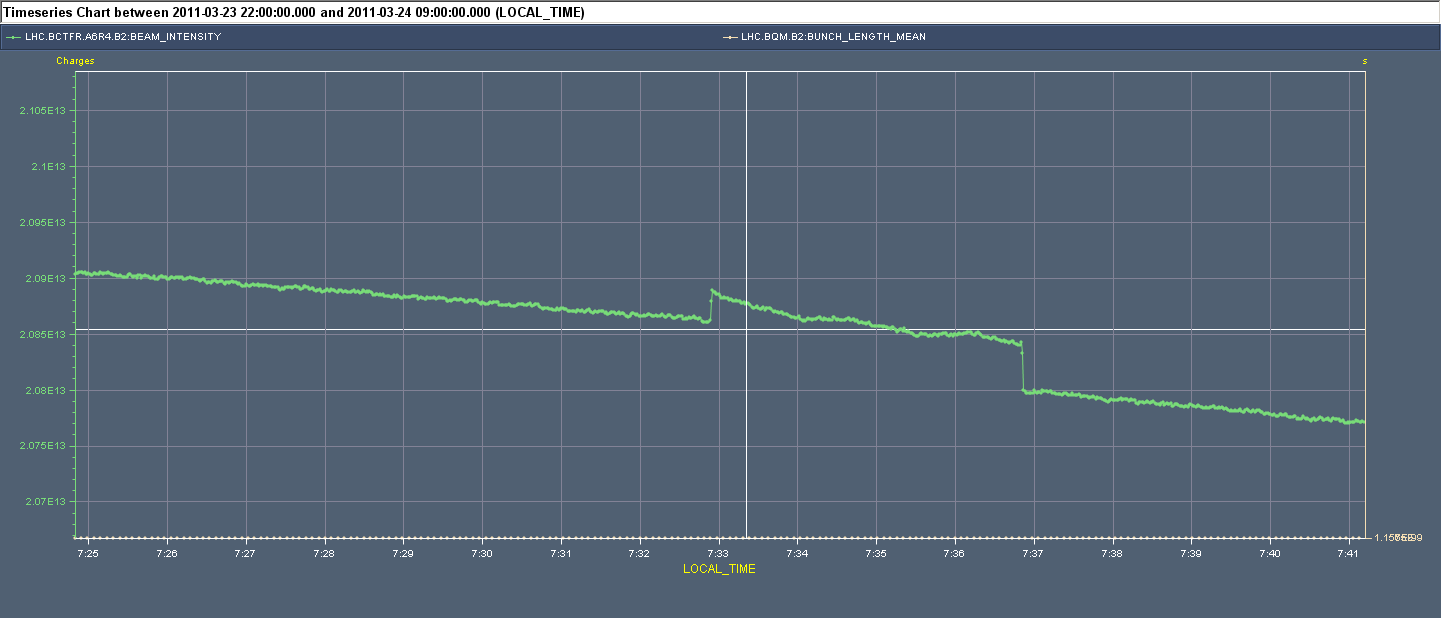 Timeseries Chart between 2011-03-23 22:00:00.000 and 2011-03-24 09:00:00.000 (LOCAL_TIME)
LHC.BCTFR.A6R4.B2:BEAM_INTENSITY LHC.BQM.B2:BUNCH_LENGTH_MEAN
Charges s
2.105E13
2.1E13
2.095E13
2.09E13
2.085E13
2.08E13
2.075E13
2.07E13
7:25 7:26 7:27 7:28 7:29 7:30 7:31 7:32 7:33 7:34 7:35 7:36 7:37 7:38 7:39 7:40 7:41
LOCAL_TIME